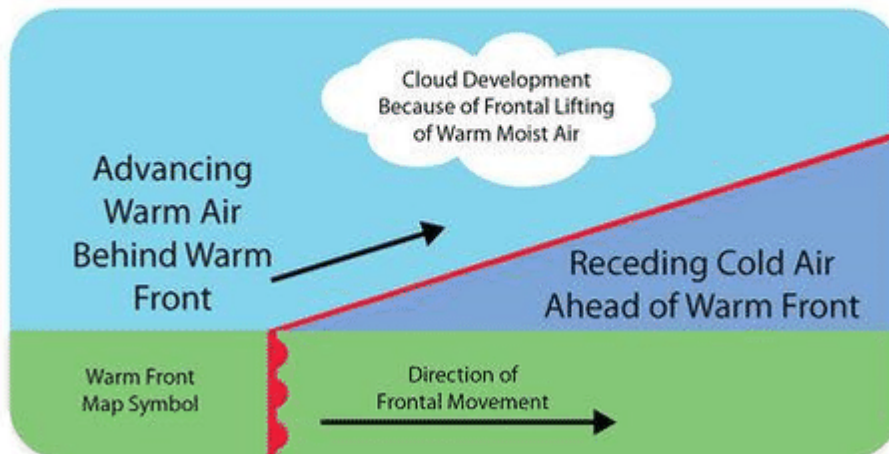 Cloud Development
Because of Frontal Lifting
of Warm Moist Air
Advancing
Warm Air
Behind Warm
Front
Receding Cold Air
Ahead of Warm Front
Warm Front
Map Symbol
Direction of
Frontal Movement